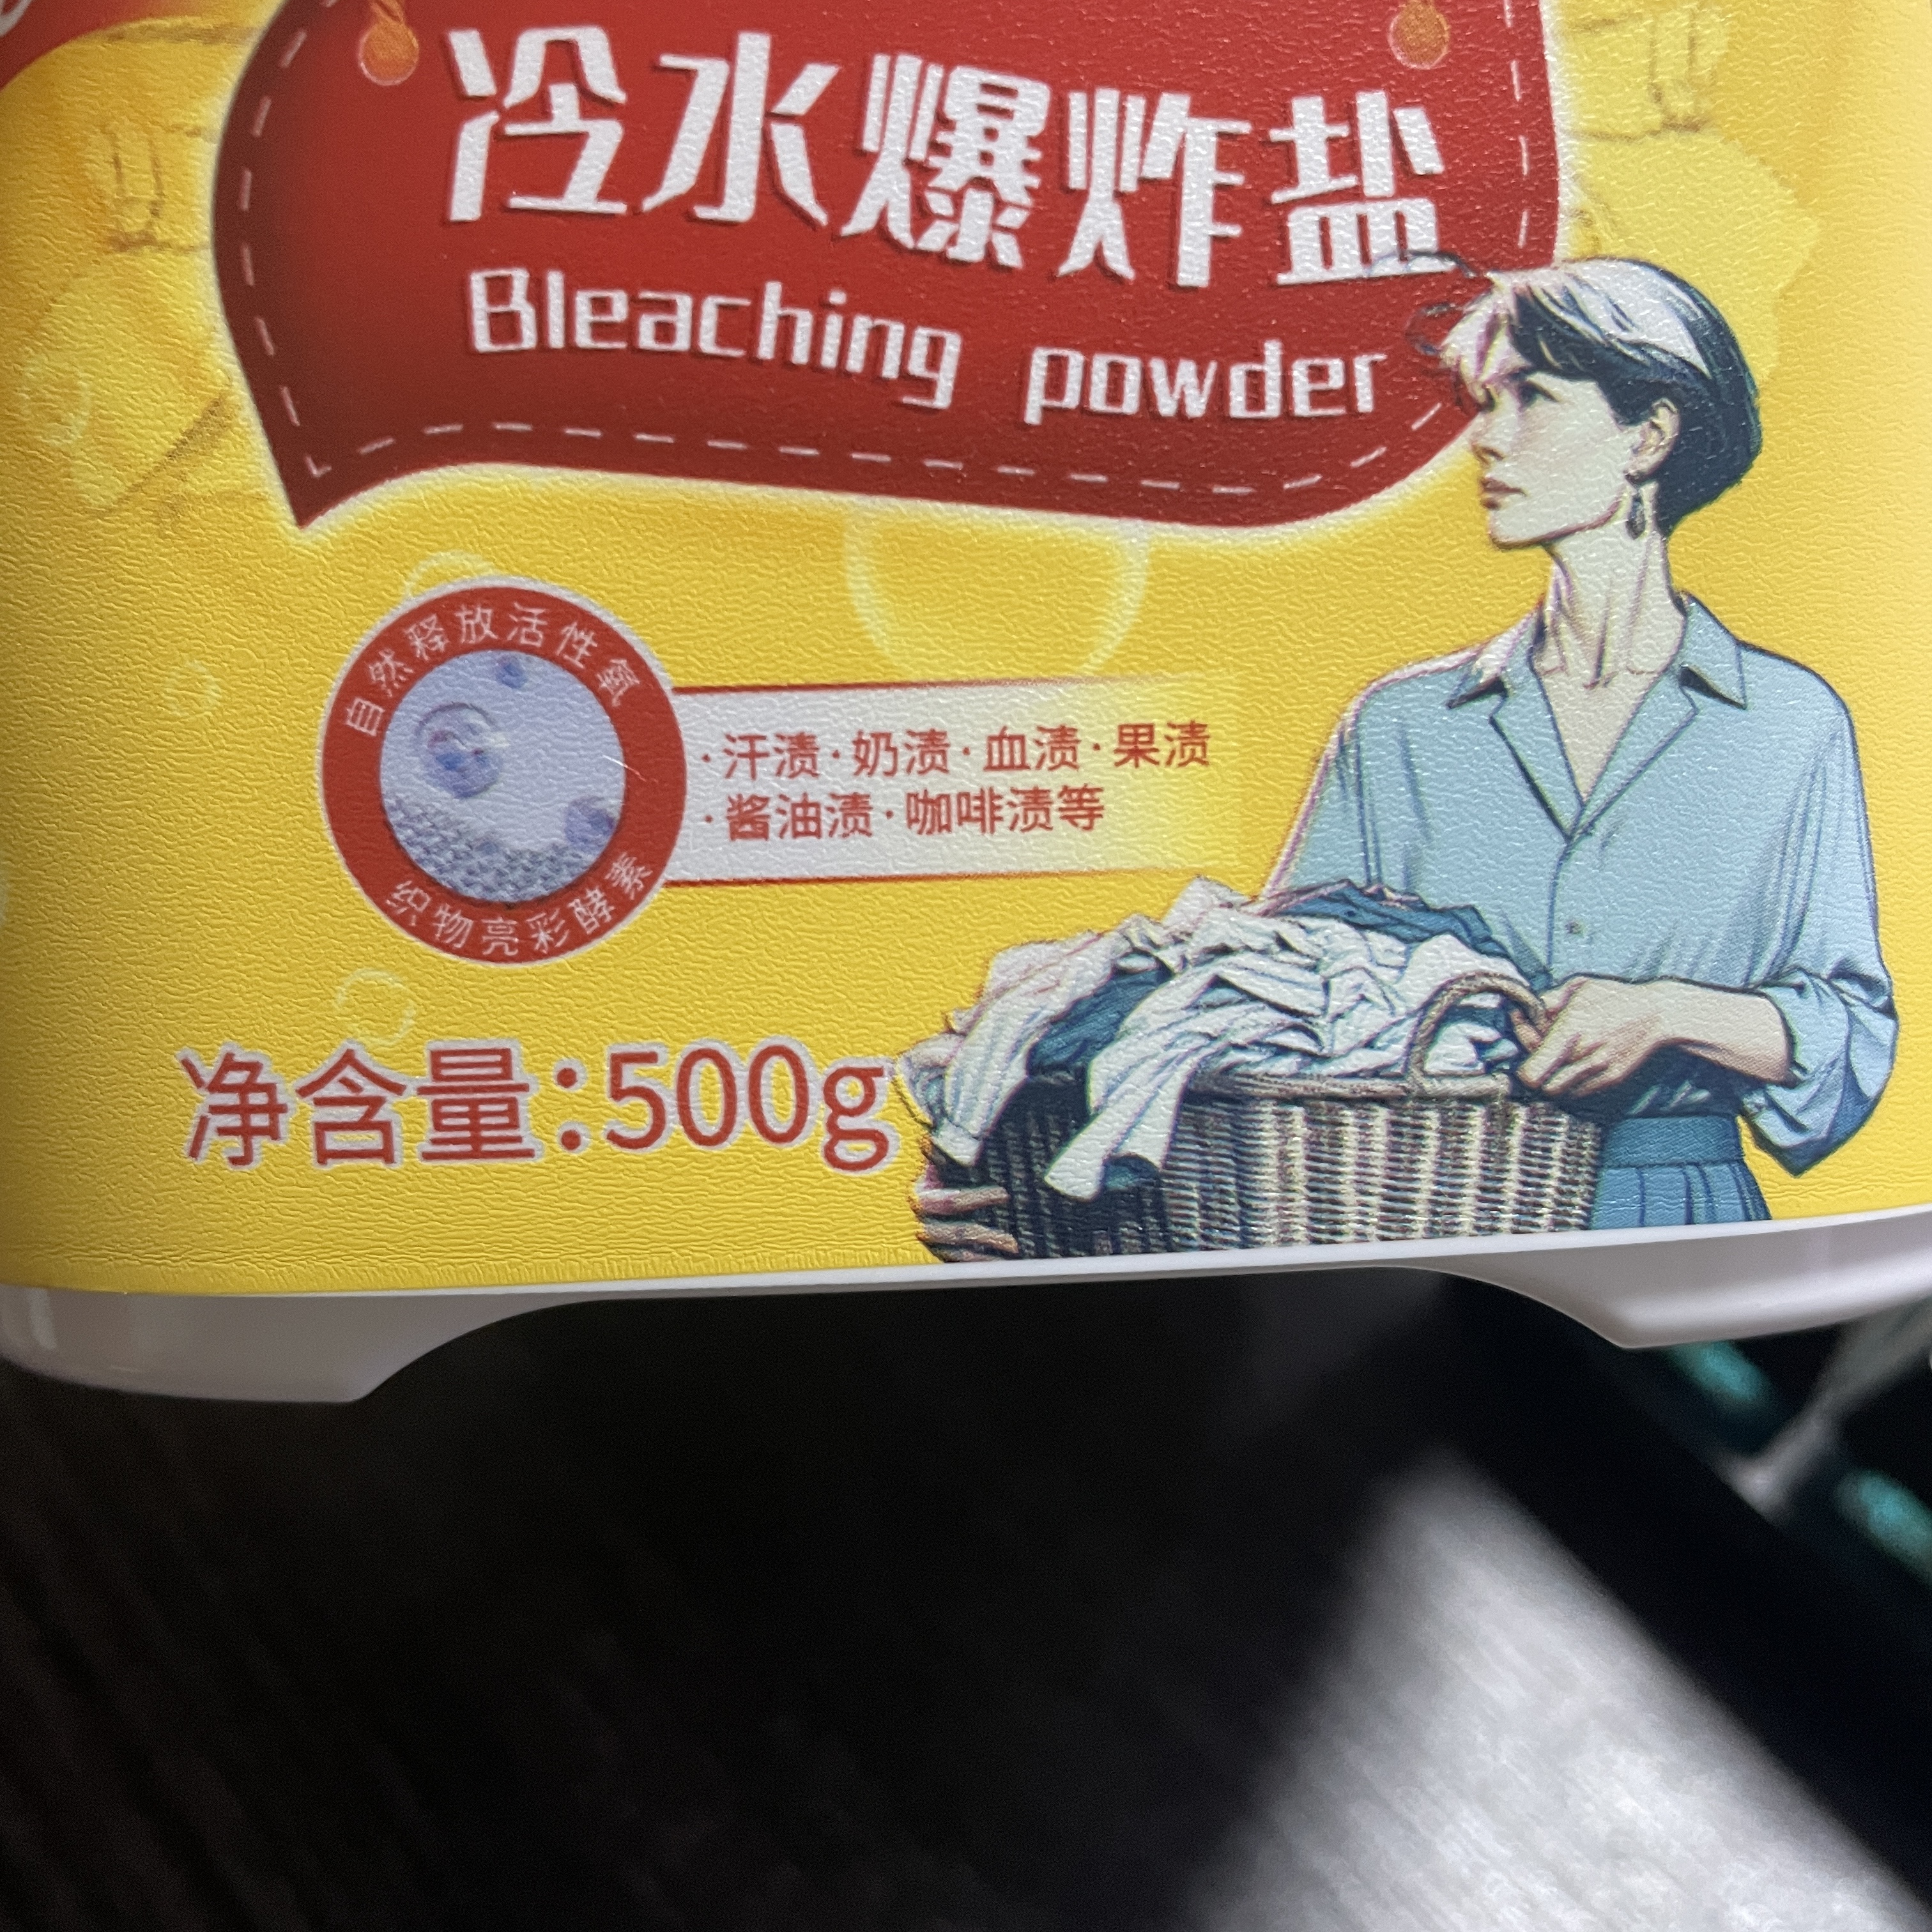 冷水爆炸盐
Bleaching powder
自然释放活性氧
·汗渍·奶渍·血渍·果渍
·酱油渍·咖啡渍等
织物亮彩酵素
净含量:500g